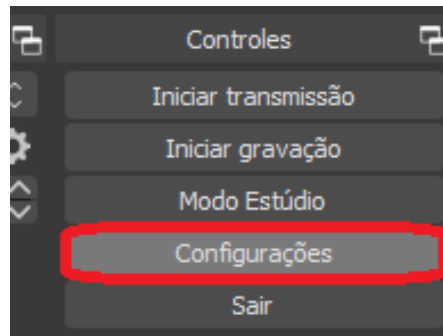 Controles
Iniciar transmissão
Iniciar gravação
Modo Estúdio
Configurações
Sair